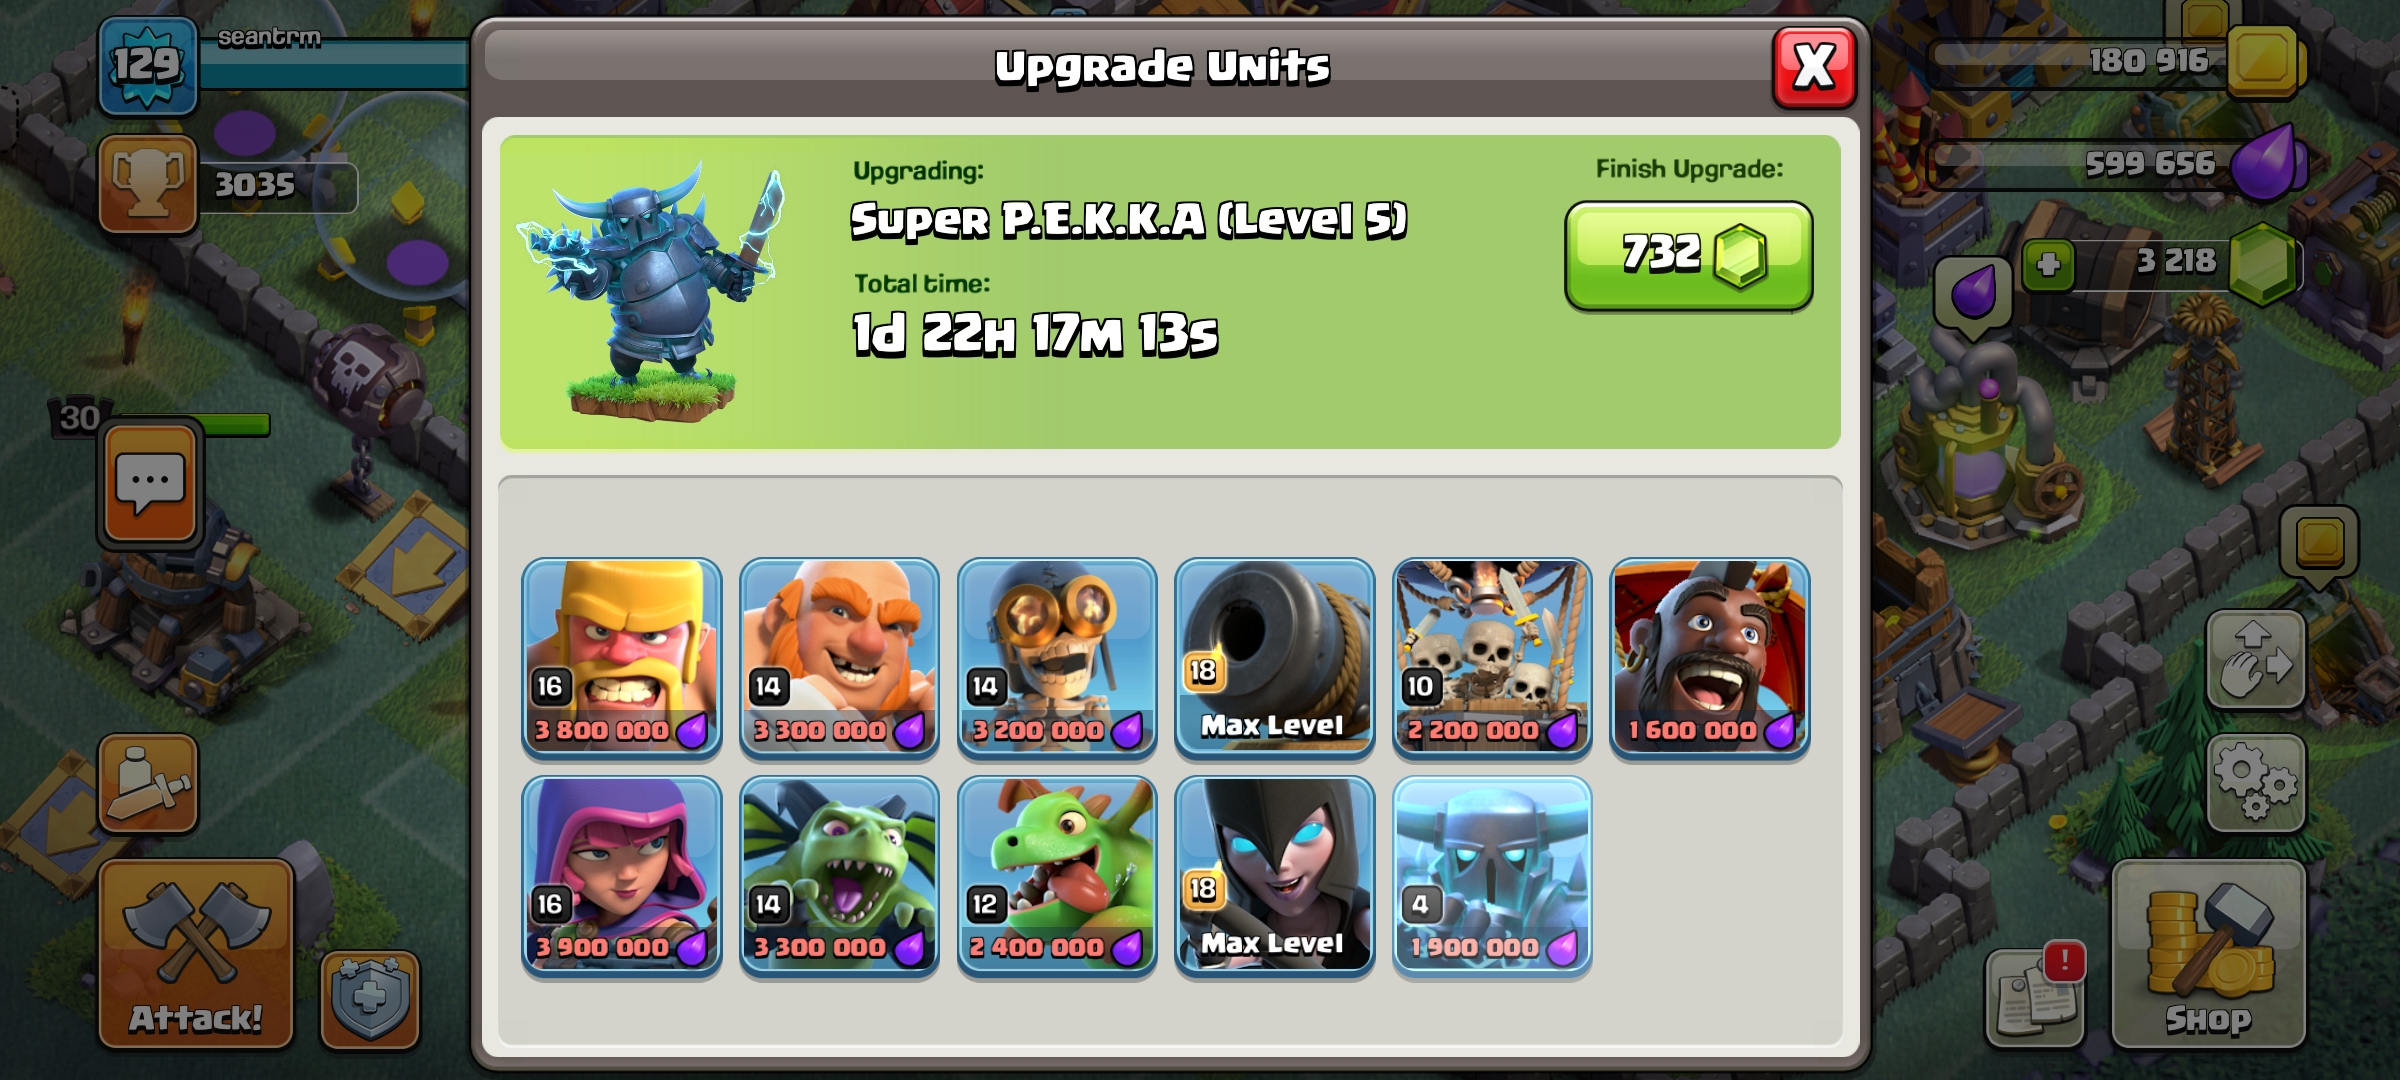 129
seantrm
3035
30
Attack!
Upgrade Units
X
Upgrading:
Super P.E.K.K.A (Level 5)
Total time:
1d 22H 17M 13s
Finish Upgrade:
732
16
3 800 000
14
3 300 000
14
3 200 000
18
Max Level
10
2 200 000
1 600 000
16
3 900 000
14
3 300 000
12
2 400 000
18
Max Level
4
1 900 000
180 916
599 656
3 218
!
Shop